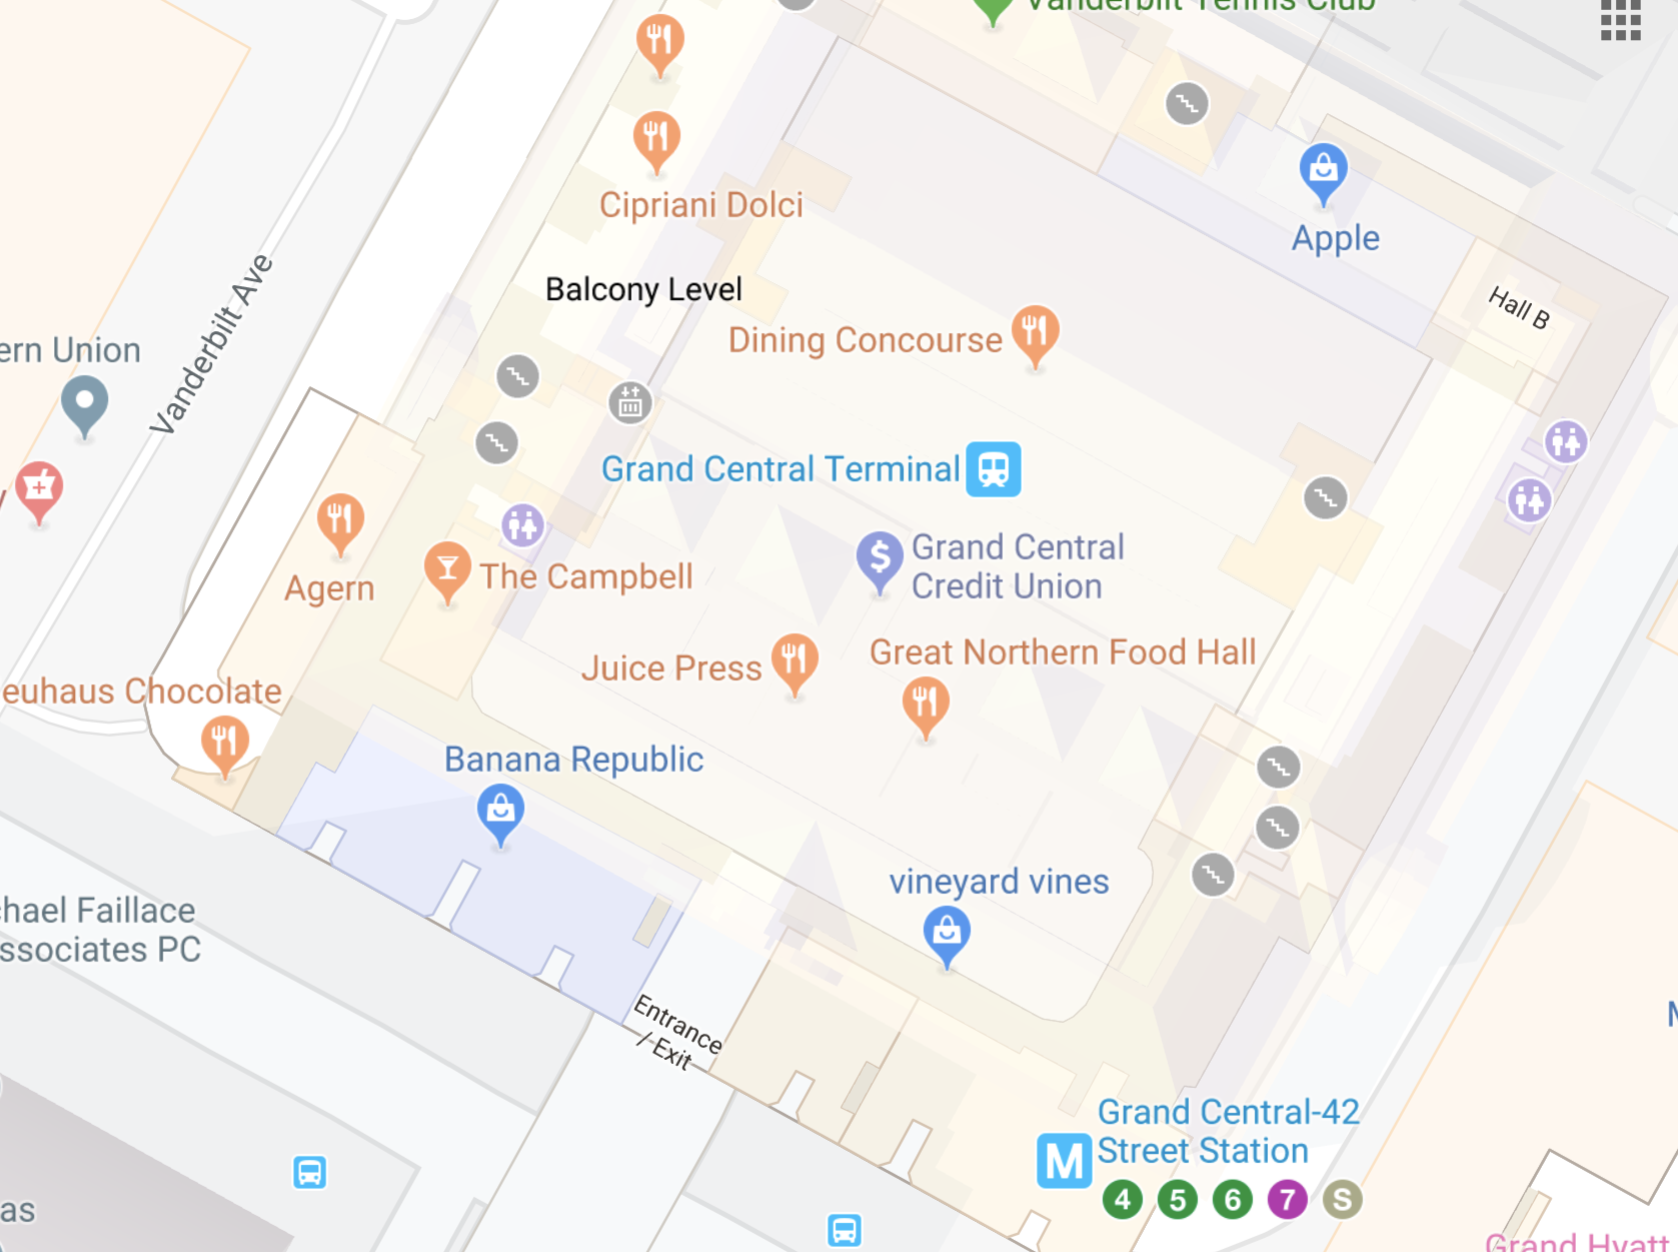 Vanderbilt Tennis Club
Cipriani Dolci
Apple
Balcony Level
Hall B
Vanderbilt Ave
Dining Concourse
ern Union
Grand Central Terminal
Grand Central
Credit Union
Agern
The Campbell
Juice Press
Great Northern Food Hall
euhaus Chocolate
Banana Republic
vineyard vines
hael Faillace
ssociates PC
Entrance
/ Exit
Grand Central-42
Street Station
M
4 5 6 7 S
as
Grand Hyatt